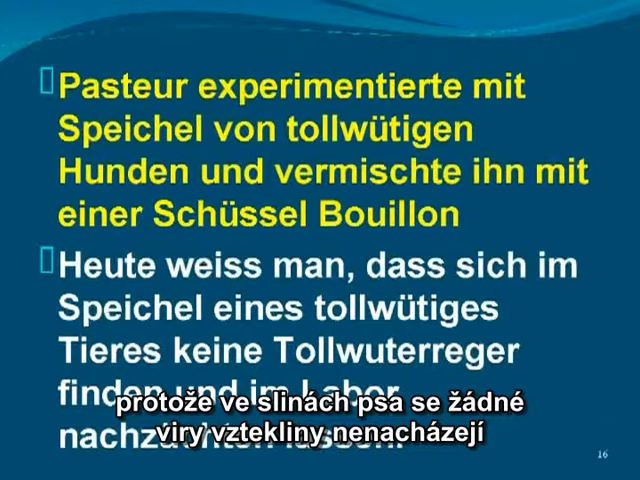 Pasteur experimentierte mit
Speichel von tollwütigen
Hunden und vermischte ihn mit
einer Schüssel Bouillon
Heute weiss man, dass sich im
Speichel eines tollwütiges
Tieres keine Tollwuterreger
finden und im Labor
protože ve slinách psa se žádné
nachzüchten lassen.
viry vztekliny nenacházejí
16